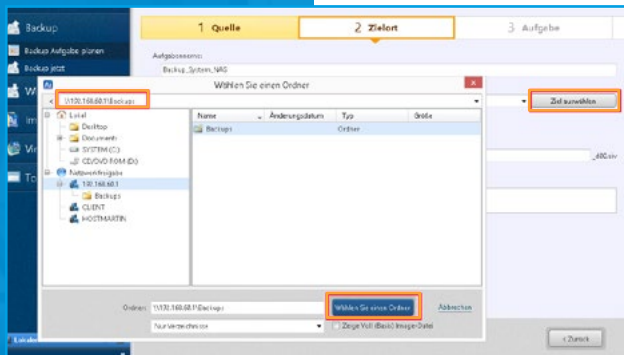 Backup
Backup Aufgabe planen
Backup jetzt
1 Quelle
2 Zielort
3 Aufgabe
Aufgabenname:
Backup_System_NAS
Wählen Sie einen Ordner
\\192.168.60.1\Backups
Ziel auswählen
Lokal
Desktop
Documents
SYSTEM (C:)
CD/DVD-ROM (D:)
Netzwerkfreigabe
192.168.60.1
Backups
CLIENT
HOSTMARTIN
Name
Änderungsdatum
Typ
Größe
Backups
Ordner
Ordner:
\\192.168.60.1\Backups
Wählen Sie einen Ordner
Abbrechen
Nur Verzeichnisse
Zeige Voll (Basis) Image-Datei
< Zurück